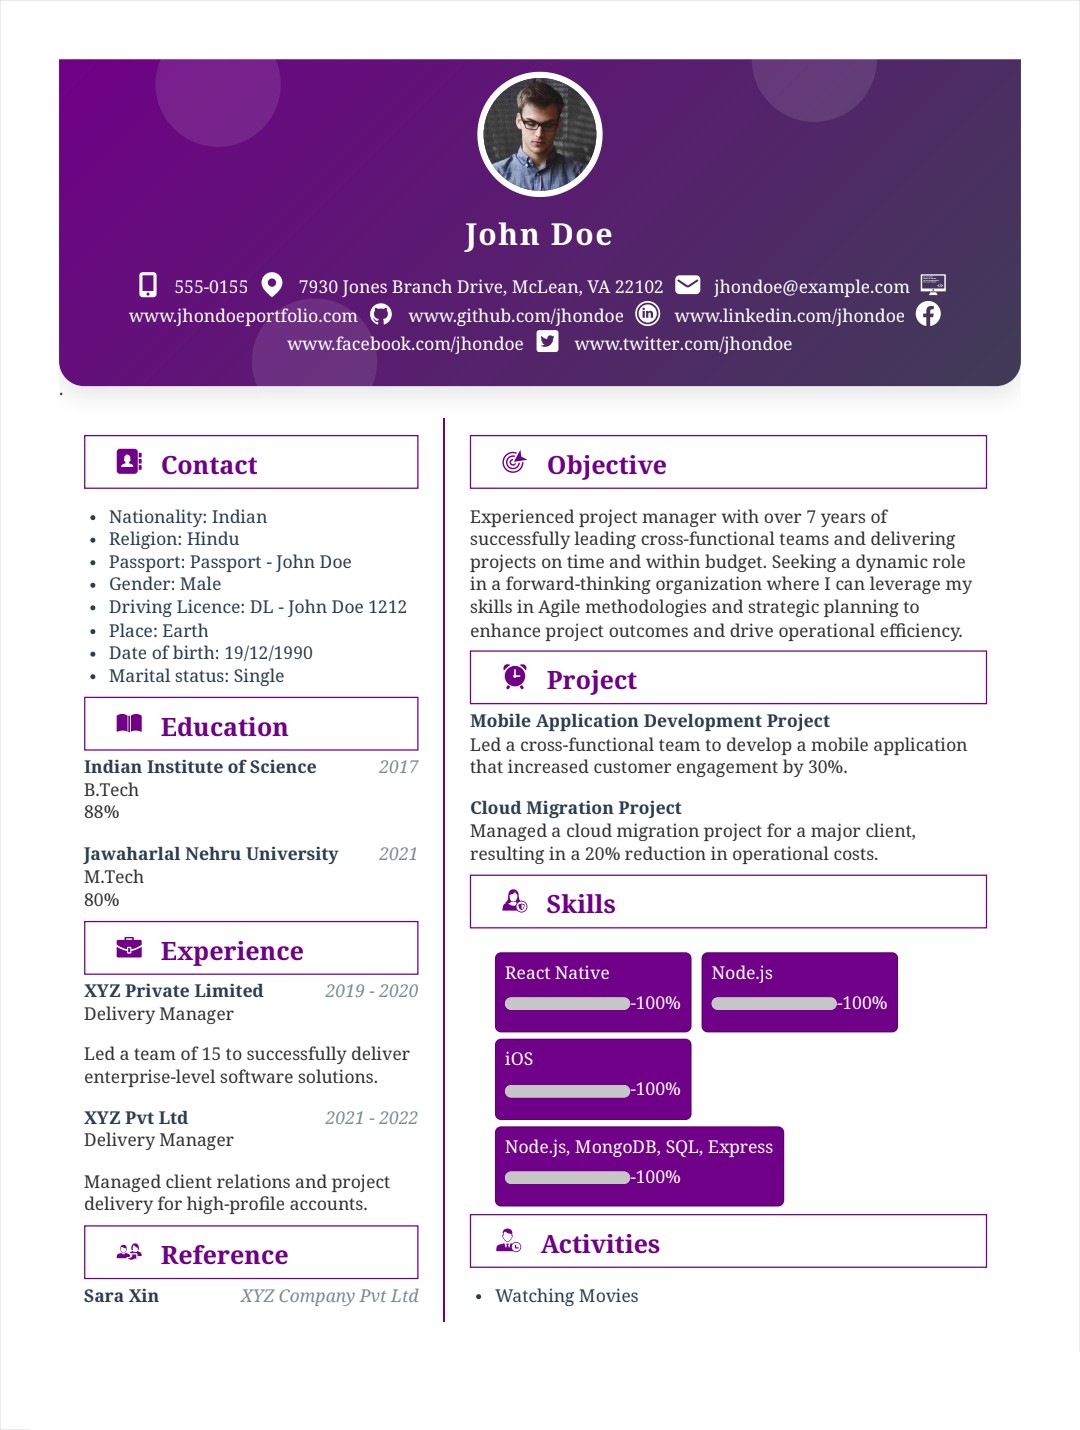 John Doe
555-0155 7930 Jones Branch Drive, McLean, VA 22102 jhondoe@example.com
www.jhondoeportfolio.com www.github.com/jhondoe www.linkedin.com/jhondoe
www.facebook.com/jhondoe www.twitter.com/jhondoe
.
Contact
• Nationality: Indian
• Religion: Hindu
• Passport: Passport - John Doe
• Gender: Male
• Driving Licence: DL - John Doe 1212
• Place: Earth
• Date of birth: 19/12/1990
• Marital status: Single
Education
Indian Institute of Science 2017
B.Tech
88%
Jawaharlal Nehru University 2021
M.Tech
80%
Experience
XYZ Private Limited 2019 - 2020
Delivery Manager
Led a team of 15 to successfully deliver
enterprise-level software solutions.
XYZ Pvt Ltd 2021 - 2022
Delivery Manager
Managed client relations and project
delivery for high-profile accounts.
Reference
Sara Xin XYZ Company Pvt Ltd
Objective
Experienced project manager with over 7 years of
successfully leading cross-functional teams and delivering
projects on time and within budget. Seeking a dynamic role
in a forward-thinking organization where I can leverage my
skills in Agile methodologies and strategic planning to
enhance project outcomes and drive operational efficiency.
Project
Mobile Application Development Project
Led a cross-functional team to develop a mobile application
that increased customer engagement by 30%.
Cloud Migration Project
Managed a cloud migration project for a major client,
resulting in a 20% reduction in operational costs.
Skills
React Native
-100%
Node.js
-100%
iOS
-100%
Node.js, MongoDB, SQL, Express
-100%
Activities
• Watching Movies